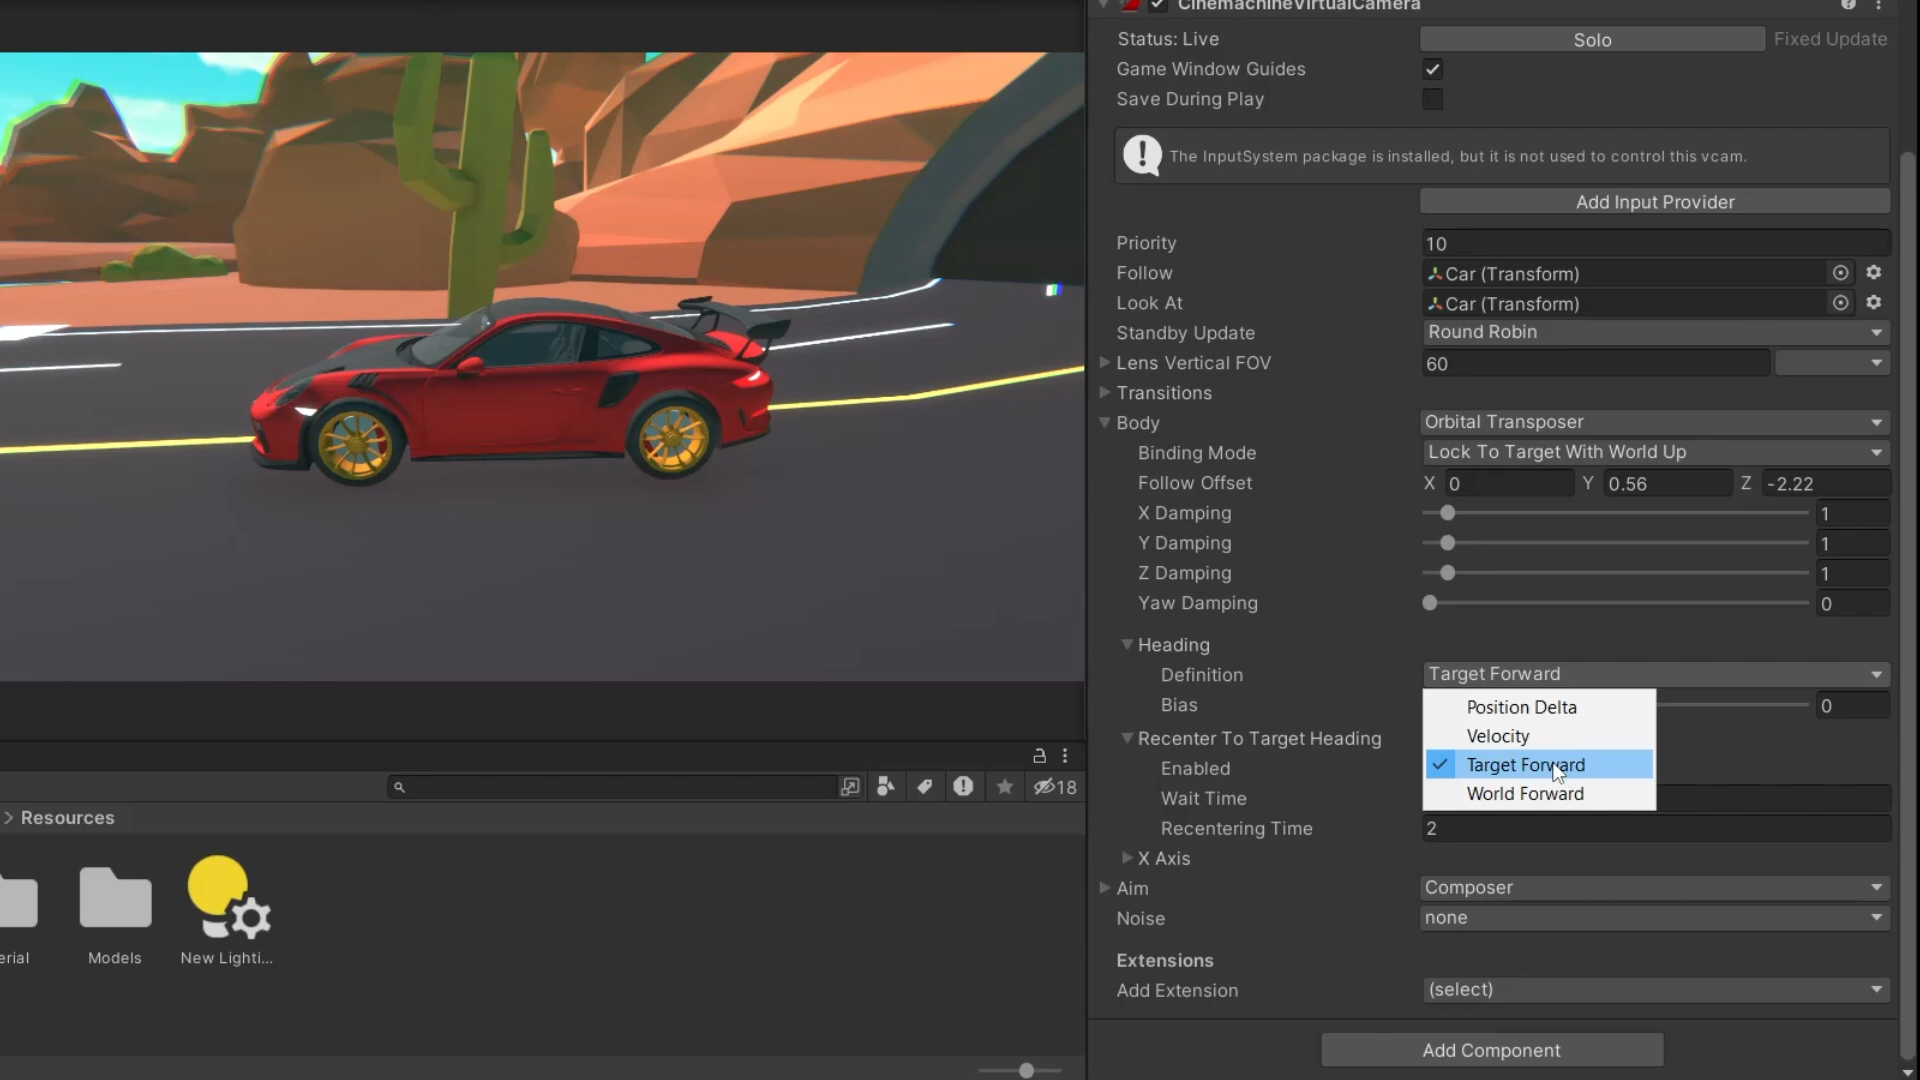 CinemachineVirtualCamera
Status: Live Solo Fixed Update
Game Window Guides
Save During Play
The InputSystem package is installed, but it is not used to control this vcam.
Add Input Provider
Priority 10
Follow Car (Transform)
Look At Car (Transform)
Standby Update Round Robin
Lens Vertical FOV 60
Transitions
Body Orbital Transposer
Binding Mode Lock To Target With World Up
Follow Offset X 0 Y 0.56 Z -2.22
X Damping 1
Y Damping 1
Z Damping 1
Yaw Damping 0
Heading
Definition Target Forward
Bias 0
Position Delta
Velocity
Target Forward
World Forward
Recenter To Target Heading
Enabled
Wait Time
Recentering Time 2
X Axis
Aim Composer
Noise none
Extensions
Add Extension (select)
Add Component
18
Resources
erial Models New Lighti...